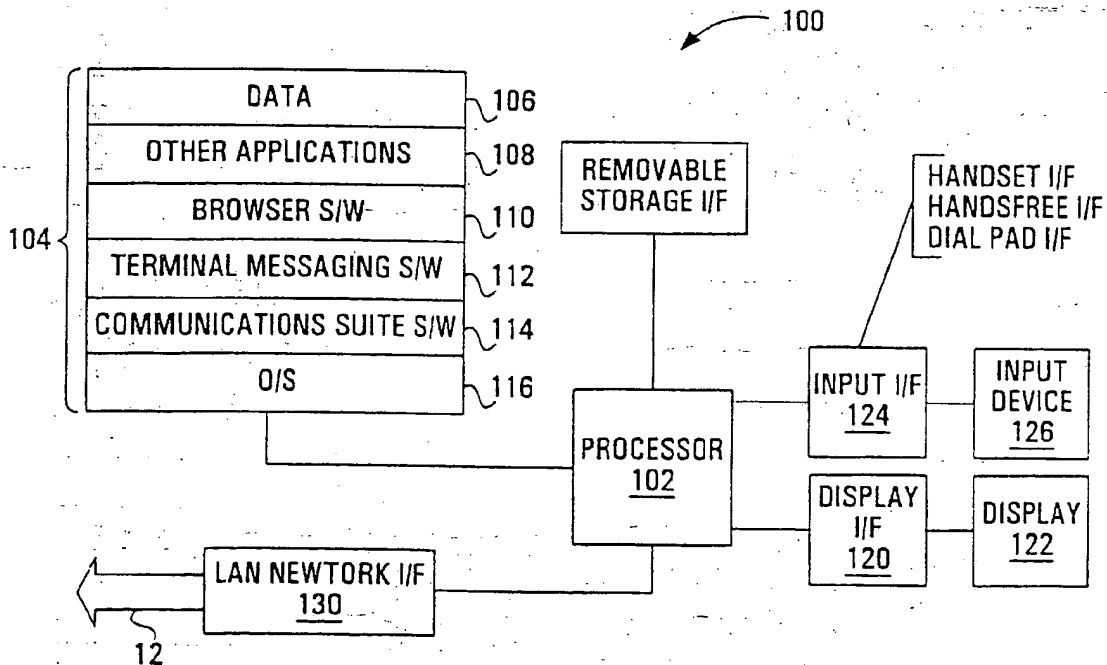 100
DATA
106
OTHER APPLICATIONS
108
BROWSER S/W
110
104
TERMINAL MESSAGING S/W
112
COMMUNICATIONS SUITE S/W
114
O/S
116
REMOVABLE
STORAGE I/F
HANDSET I/F
HANDSFREE I/F
DIAL PAD I/F
INPUT I/F
124
INPUT
DEVICE
126
PROCESSOR
102
DISPLAY
I/F
120
DISPLAY
122
LAN NEWTORK I/F
130
12